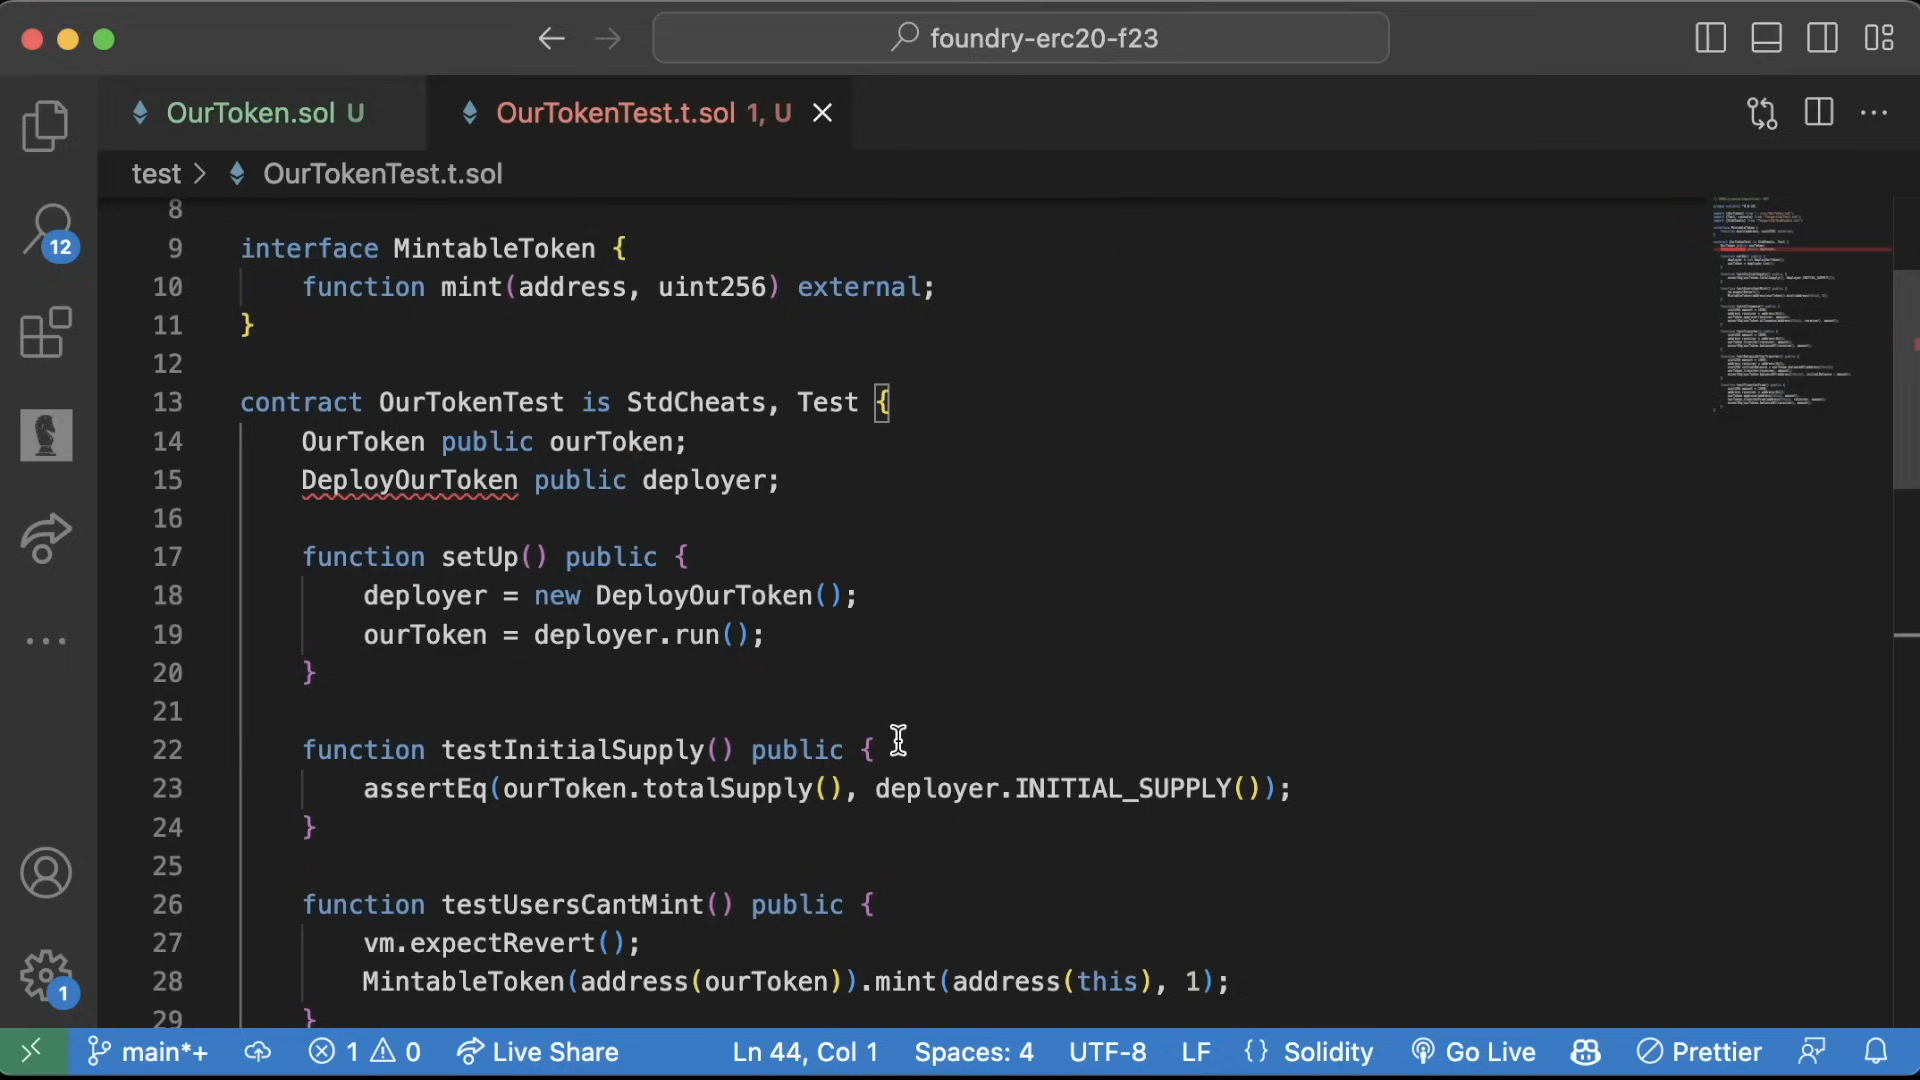 foundry-erc20-f23
OurToken.sol U
OurTokenTest.t.sol 1, U
test > OurTokenTest.t.sol
12
1
8
9 interface MintableToken {
10 function mint(address, uint256) external;
11 }
12
13 contract OurTokenTest is StdCheats, Test {
14 OurToken public ourToken;
15 DeployOurToken public deployer;
16
17 function setUp() public {
18 deployer = new DeployOurToken();
19 ourToken = deployer.run();
20 }
21
22 function testInitialSupply() public {
23 assertEq(ourToken.totalSupply(), deployer.INITIAL_SUPPLY());
24 }
25
26 function testUsersCantMint() public {
27 vm.expectRevert();
28 MintableToken(address(ourToken)).mint(address(this), 1);
29 }
main*+ 1 0 Live Share Ln 44, Col 1 Spaces: 4 UTF-8 LF {} Solidity Go Live Prettier